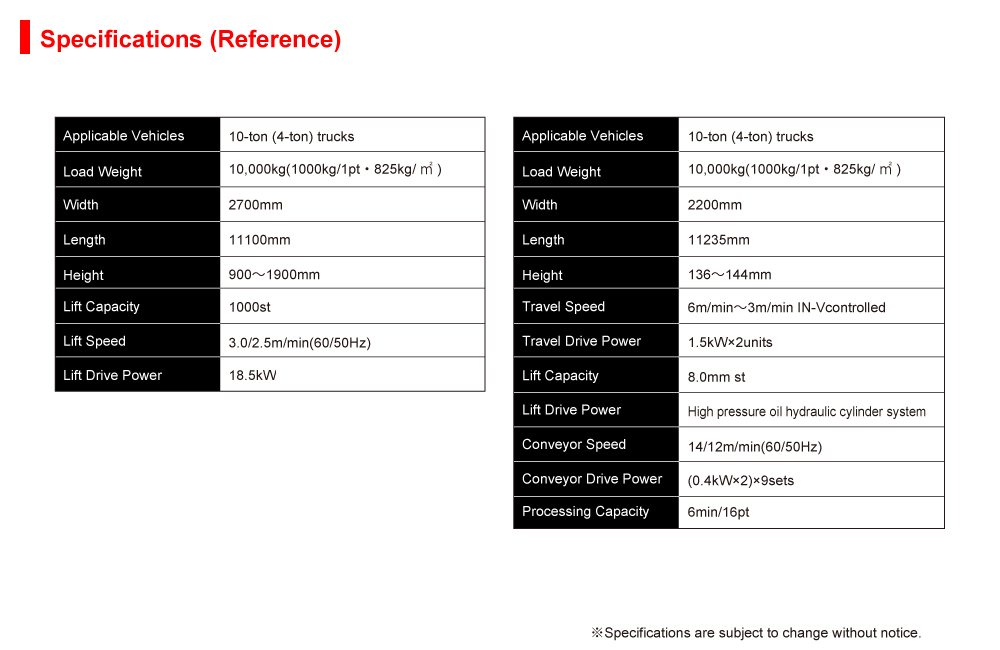 Specifications (Reference)
Applicable Vehicles 10-ton (4-ton) trucks
Load Weight 10,000kg(1000kg/1pt・825kg/㎡)
Width 2700mm
Length 11100mm
Height 900～1900mm
Lift Capacity 1000st
Lift Speed 3.0/2.5m/min(60/50Hz)
Lift Drive Power 18.5kW
Applicable Vehicles 10-ton (4-ton) trucks
Load Weight 10,000kg(1000kg/1pt・825kg/㎡)
Width 2200mm
Length 11235mm
Height 136～144mm
Travel Speed 6m/min～3m/min IN-Vcontrolled
Travel Drive Power 1.5kW×2units
Lift Capacity 8.0mm st
Lift Drive Power High pressure oil hydraulic cylinder system
Conveyor Speed 14/12m/min(60/50Hz)
Conveyor Drive Power (0.4kW×2)×9sets
Processing Capacity 6min/16pt
※Specifications are subject to change without notice.